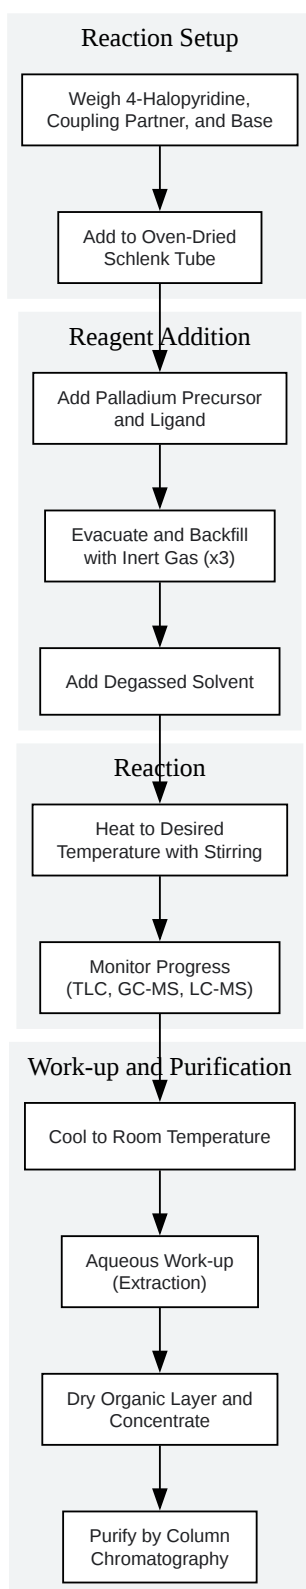 Reaction Setup
Weigh 4-Halopyridine,
Coupling Partner, and Base
Add to Oven-Dried
Schlenk Tube
Reagent Addition
Add Palladium Precursor
and Ligand
Evacuate and Backfill
with Inert Gas (x3)
Add Degassed Solvent
Reaction
Heat to Desired
Temperature with Stirring
Monitor Progress
(TLC, GC-MS, LC-MS)
Work-up and Purification
Cool to Room Temperature
Aqueous Work-up
(Extraction)
Dry Organic Layer and
Concentrate
Purify by Column
Chromatography